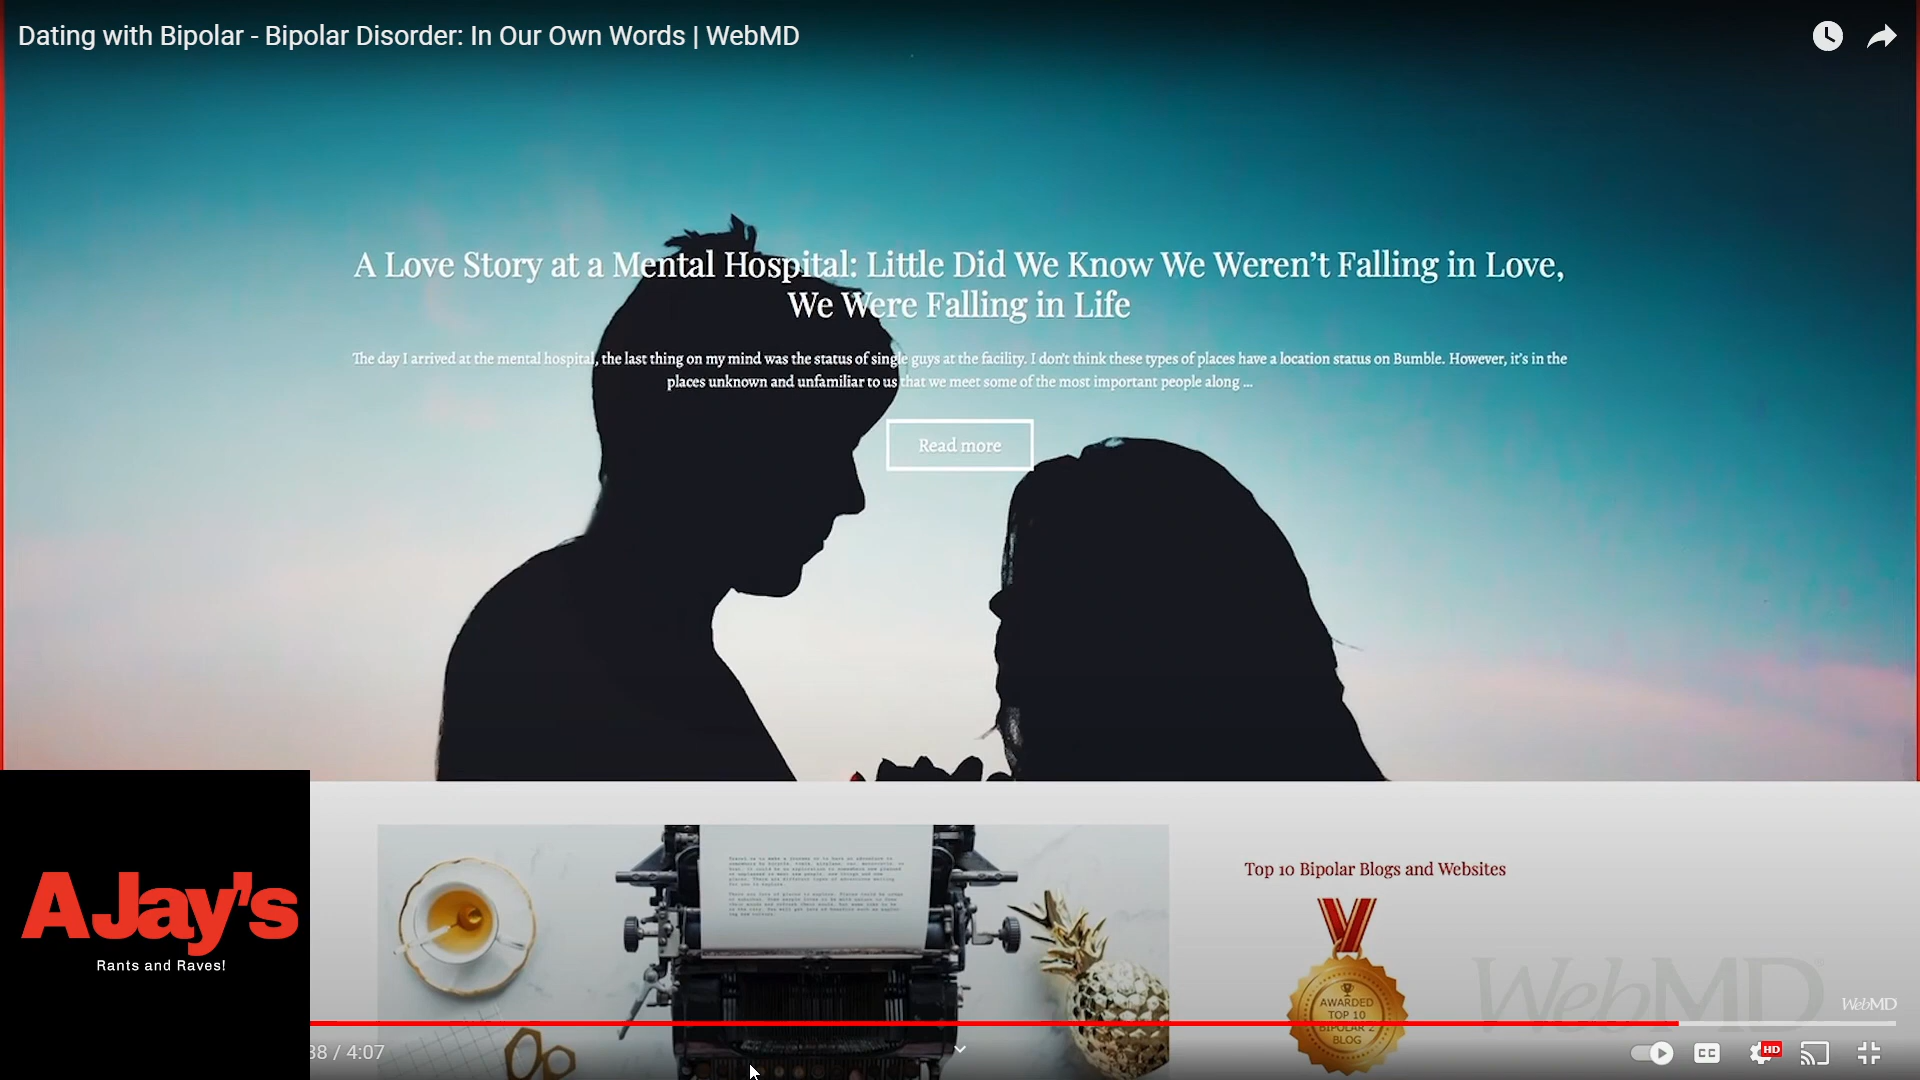 Dating with Bipolar - Bipolar Disorder: In Our Own Words | WebMD
A Love Story at a Mental Hospital: Little Did We Know We Weren't Falling in Love,
We Were Falling in Life
The day I arrived at the mental hospital, the last thing on my mind was the status of single guys at the facility. I don't think these types of places have a location status on Bumble. However, it's in the
places unknown and unfamiliar to us that we meet some of the most important people along ...
Read more
AJay's
Rants and Raves!
Top 10 Bipolar Blogs and Websites
AWARDED
TOP 10
BIPOLAR 2
BLOG
WebMD
WebMD
38 / 4:07
CC
HD